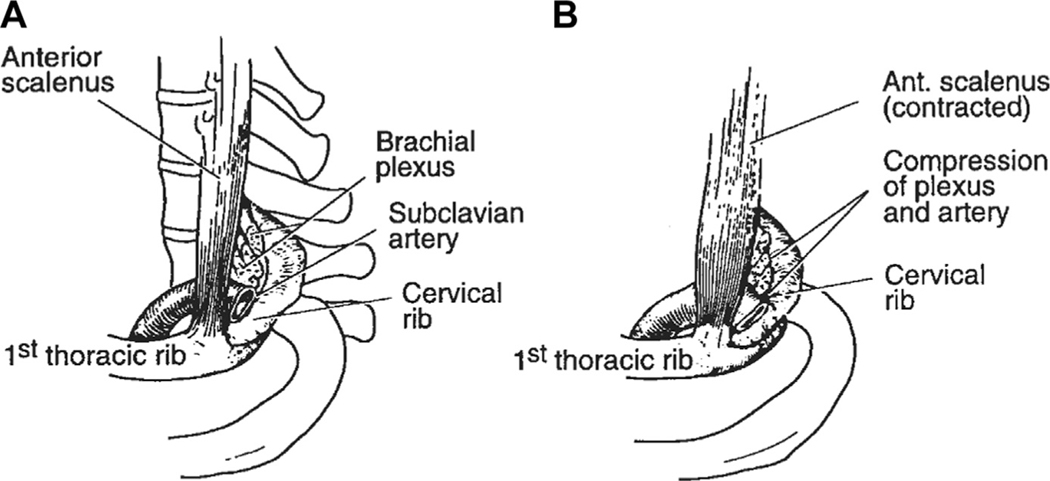 A
Anterior
scalenus
Brachial
plexus
Subclavian
artery
Cervical
rib
1st thoracic rib
B
Ant. scalenus
(contracted)
Compression
of plexus
and artery
Cervical
rib
1st thoracic rib